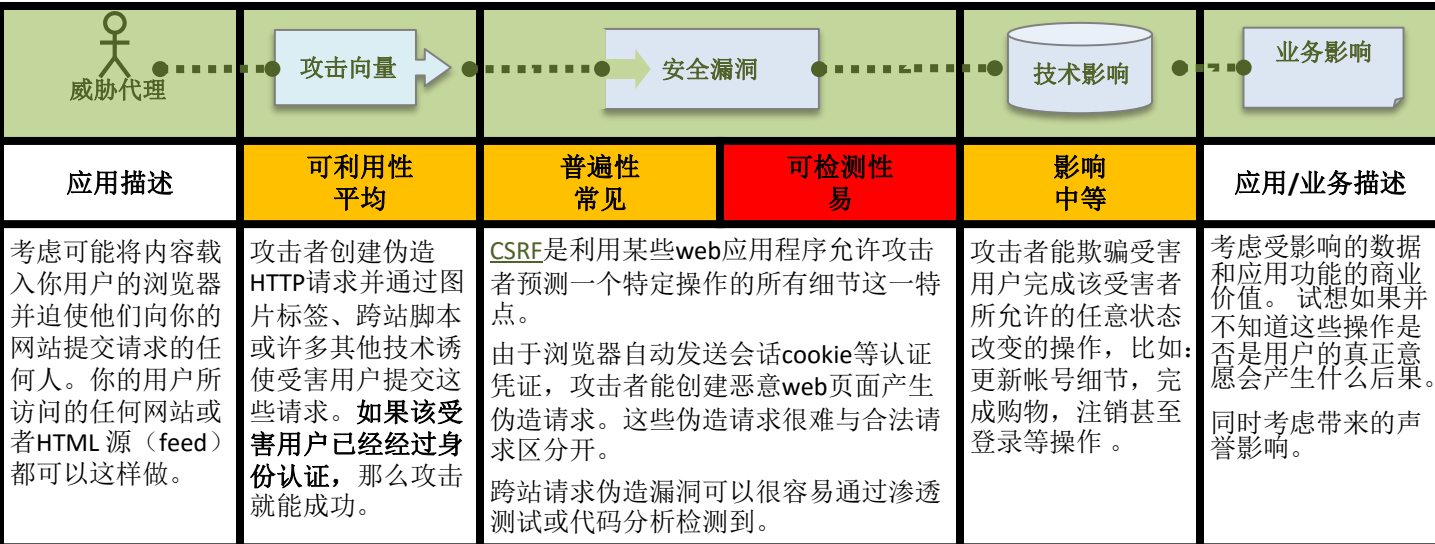 威胁代理
攻击向量
安全漏洞
技术影响
业务影响
应用描述
可利用性
平均
普遍性
常见
可检测性
易
影响
中等
应用/业务描述
考虑可能将内容载
入你用户的浏览器
并迫使他们向你的
网站提交请求的任
何人。你的用户所
访问的任何网站或
者HTML 源（feed）
都可以这样做。
攻击者创建伪造
HTTP请求并通过图
片标签、跨站脚本
或许多其他技术诱
使受害用户提交这
些请求。如果该受
害用户已经经过身
份认证，那么攻击
就能成功。
CSRF是利用某些web应用程序允许攻击
者预测一个特定操作的所有细节这一特
点。
由于浏览器自动发送会话cookie等认证
凭证，攻击者能创建恶意web页面产生
伪造请求。这些伪造请求很难与合法请
求区分开。
跨站请求伪造漏洞可以很容易通过渗透
测试或代码分析检测到。
攻击者能欺骗受害
用户完成该受害者
所允许的任意状态
改变的操作，比如：
更新帐号细节，完
成购物，注销甚至
登录等操作 。
考虑受影响的数据
和应用功能的商业
价值。 试想如果并
不知道这些操作是
否是用户的真正意
愿会产生什么后果。
同时考虑带来的声
誉影响。